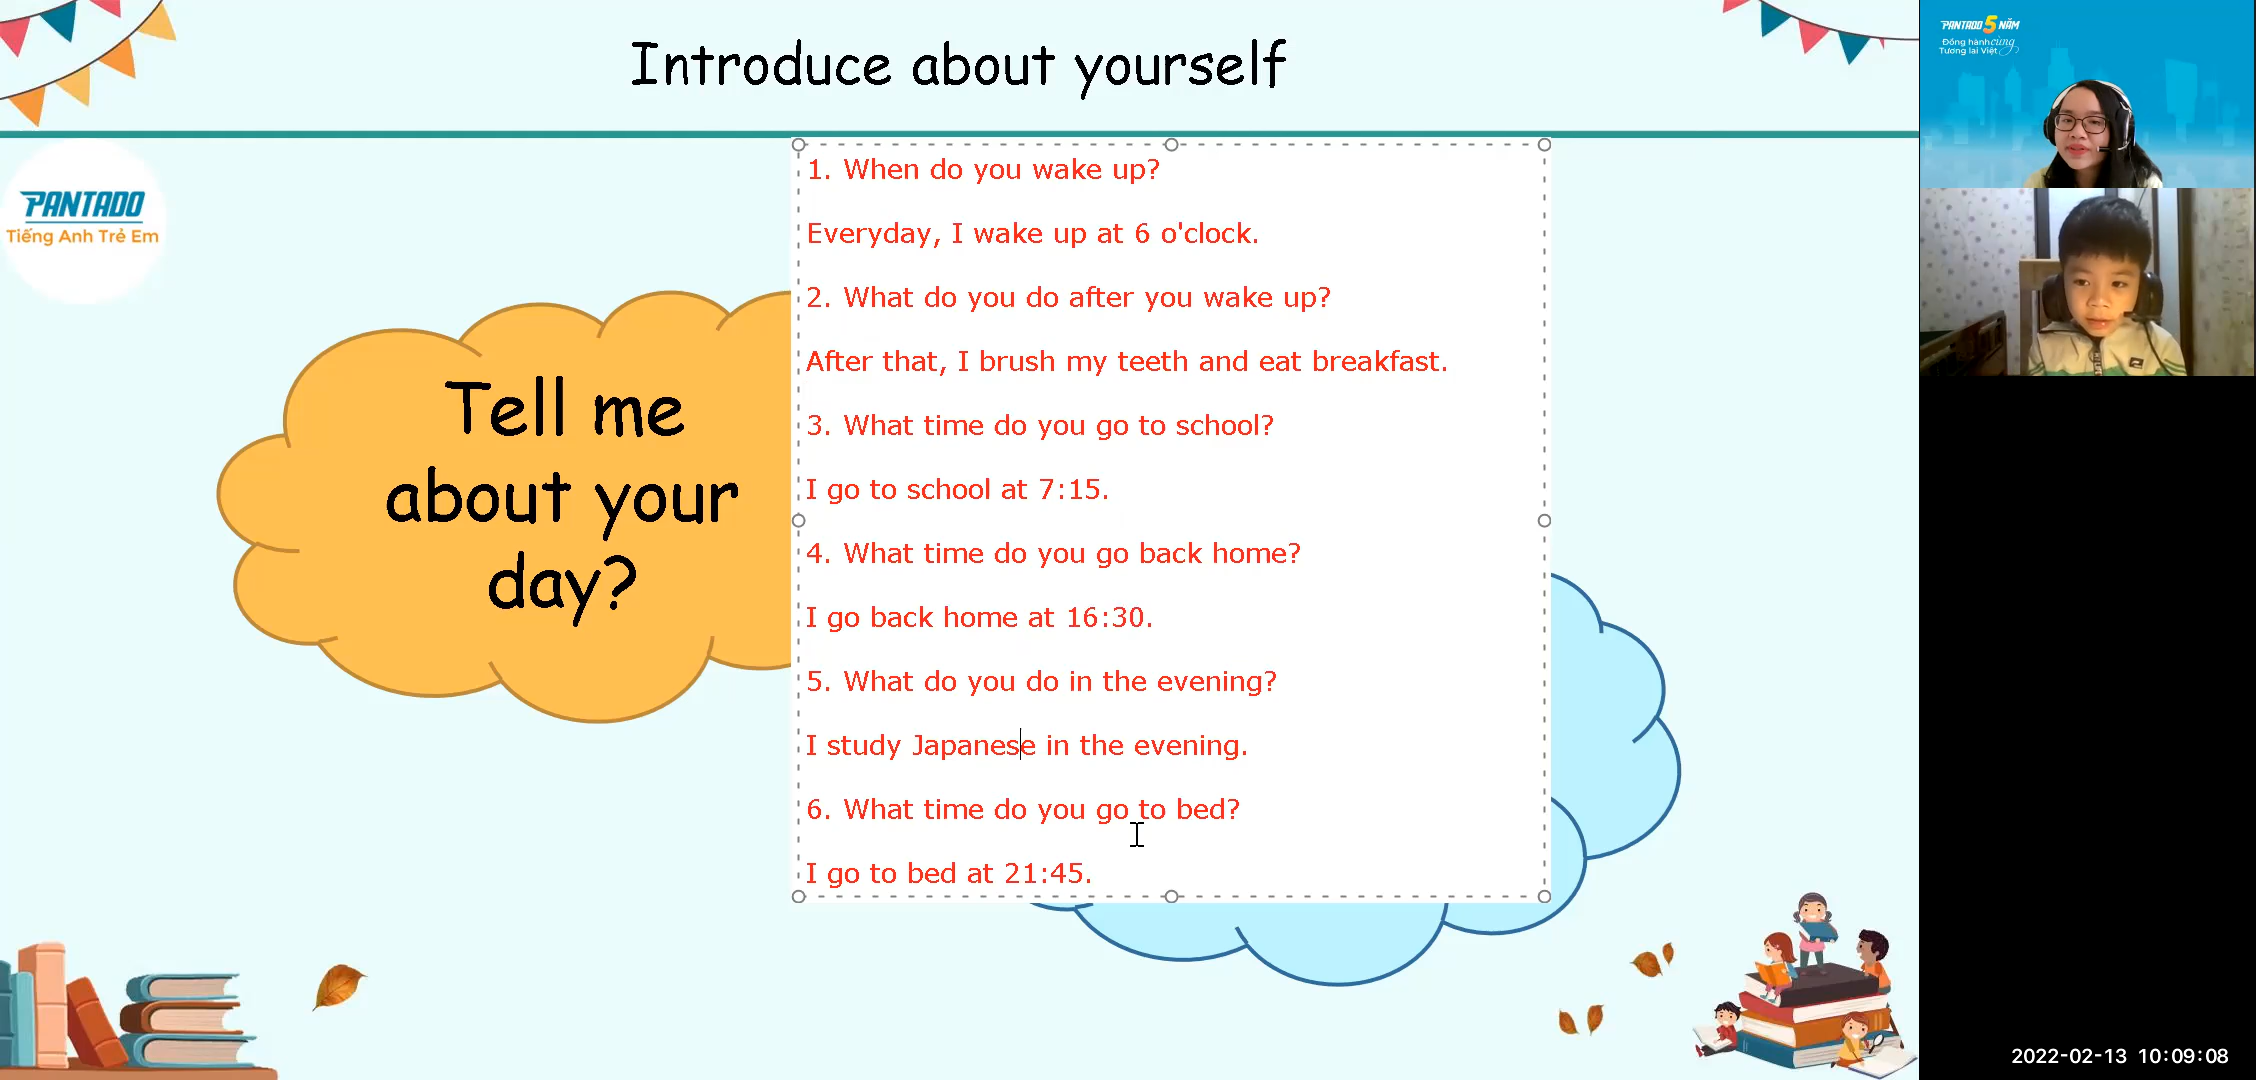 Introduce about yourself
PANTADO
Tiếng Anh Trẻ Em
Tell me
about your
day?
1. When do you wake up?
Everyday, I wake up at 6 o'clock.
2. What do you do after you wake up?
After that, I brush my teeth and eat breakfast.
3. What time do you go to school?
I go to school at 7:15.
4. What time do you go back home?
I go back home at 16:30.
5. What do you do in the evening?
I study Japanese in the evening.
6. What time do you go to bed?
I go to bed at 21:45.
PANTADO 5 NĂM
Đồng hành cùng
Tương lai Việt
2022-02-13 10:09:08